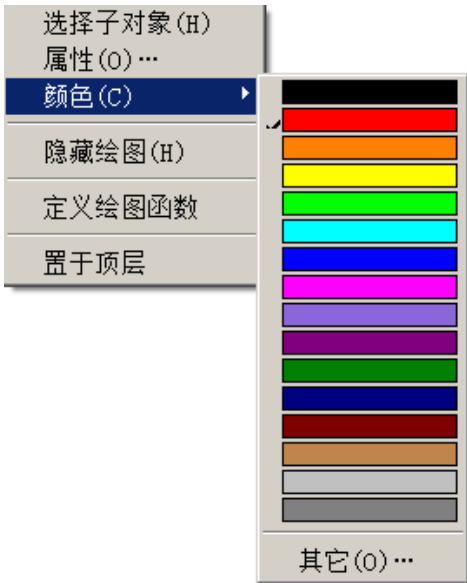 选择子对象(H)
属性(O)…
颜色(C)
隐藏绘图(H)
定义绘图函数
置于顶层
其它(O)…